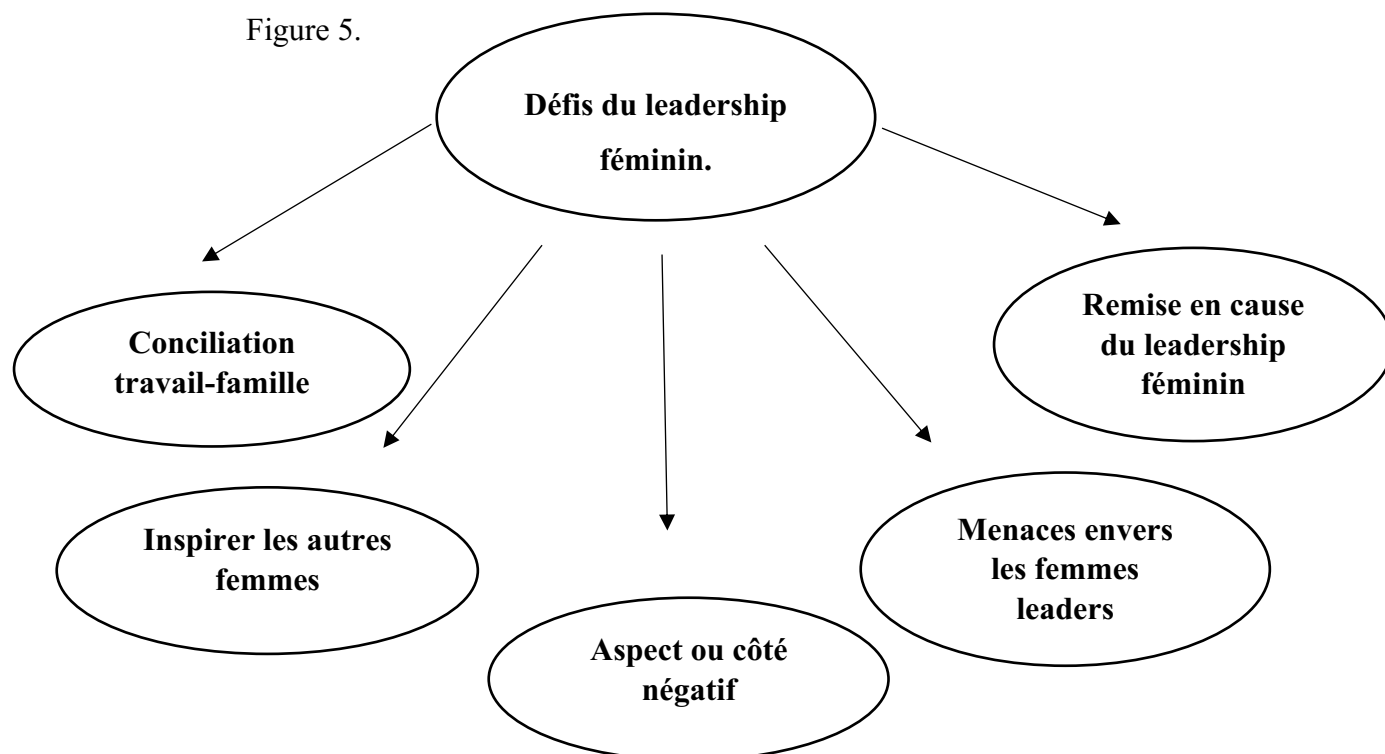 Figure 5.
Défis du leadership
féminin.
Conciliation
travail-famille
Remise en cause
du leadership
féminin
Inspirer les autres
femmes
Menaces envers
les femmes
leaders
Aspect ou côté
négatif